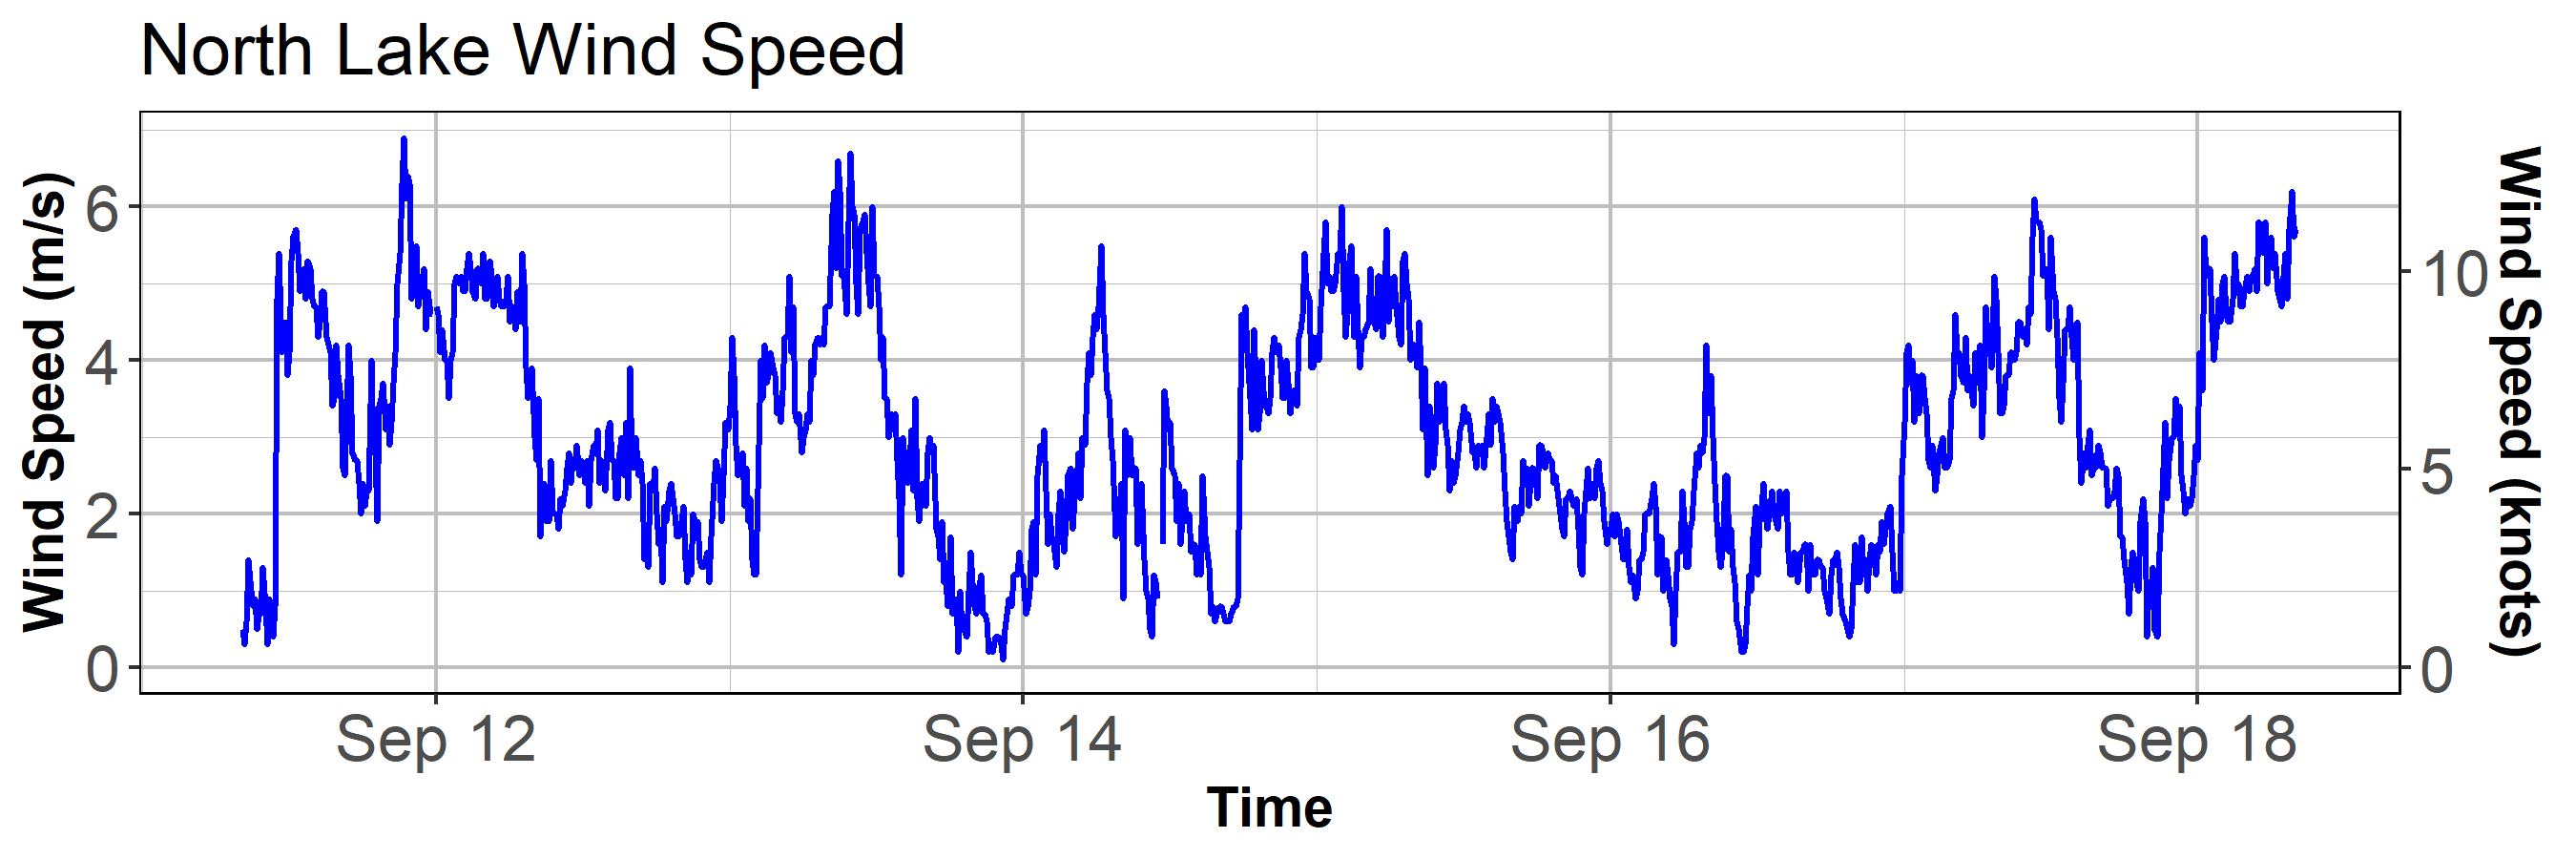 North Lake Wind Speed
Wind Speed (m/s)
6
4
2
0
10
5
0
Wind Speed (knots)
Sep 12
Sep 14
Sep 16
Sep 18
Time